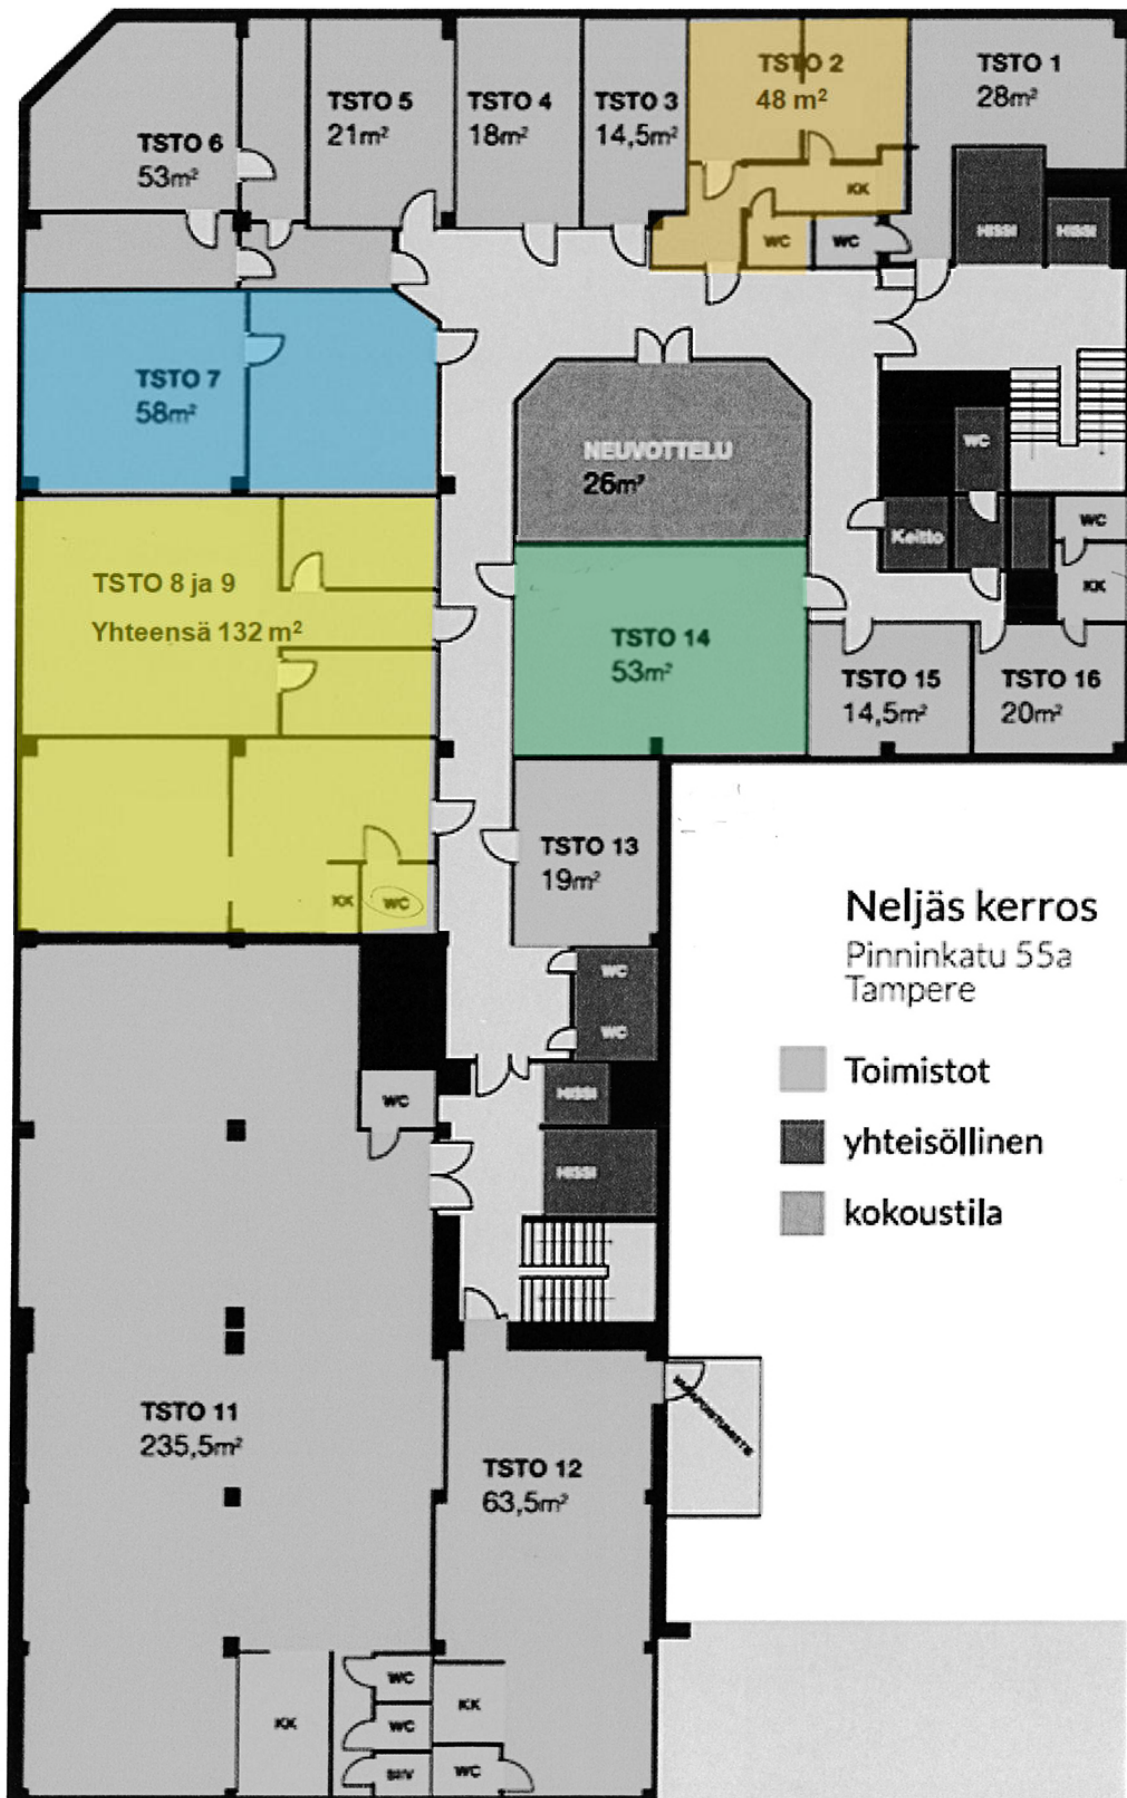 TSTO 6
53m²
TSTO 5
21m²
TSTO 4
18m²
TSTO 3
14,5m²
TSTO 2
48 m²
KK
WC
WC
TSTO 1
28m²
HISSI
HISSI
TSTO 7
58m²
NEUVOTTELU
26m²
WC
Keitto
WC
KK
TSTO 8 ja 9
Yhteensä 132 m²
KK
WC
TSTO 14
53m²
TSTO 15
14,5m²
TSTO 16
20m²
TSTO 13
19m²
WC
WC
HISSI
HISSI
WC
Neljäs kerros
Pinninkatu 55a
Tampere
Toimistot
yhteisöllinen
kokoustila
TSTO 11
235,5m²
TSTO 12
63,5m²
VARAPOISTUMISTIE
KK
WC
WC
SIIV
KK
WC